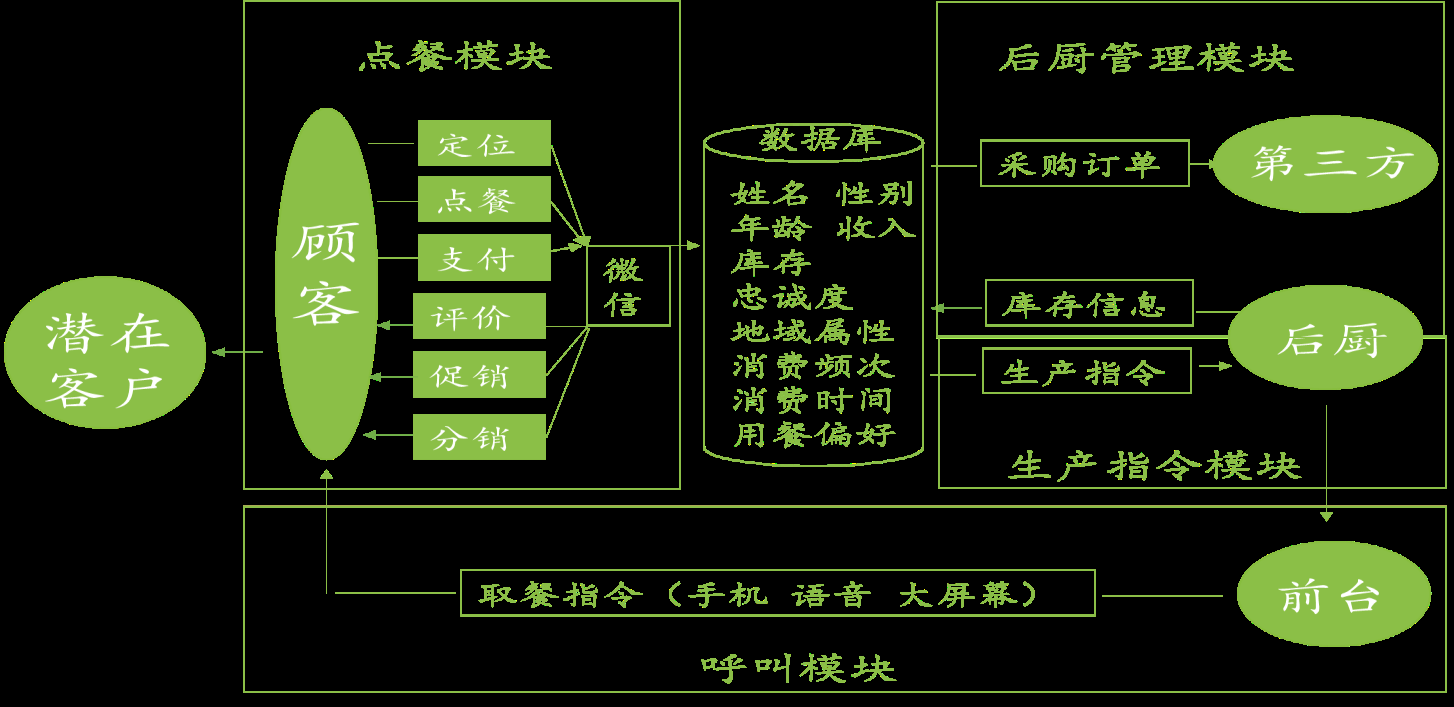 点餐模块
定位
点餐
支付
评价
促销
分销
顾
客
潜在
客户
微
信
数据库
姓名 性别
年龄 收入
库存
忠诚度
地域属性
消费频次
消费时间
用餐偏好
后厨管理模块
采购订单
第三方
库存信息
后厨
生产指令
生产指令模块
取餐指令（手机 语音 大屏幕）
前台
呼叫模块